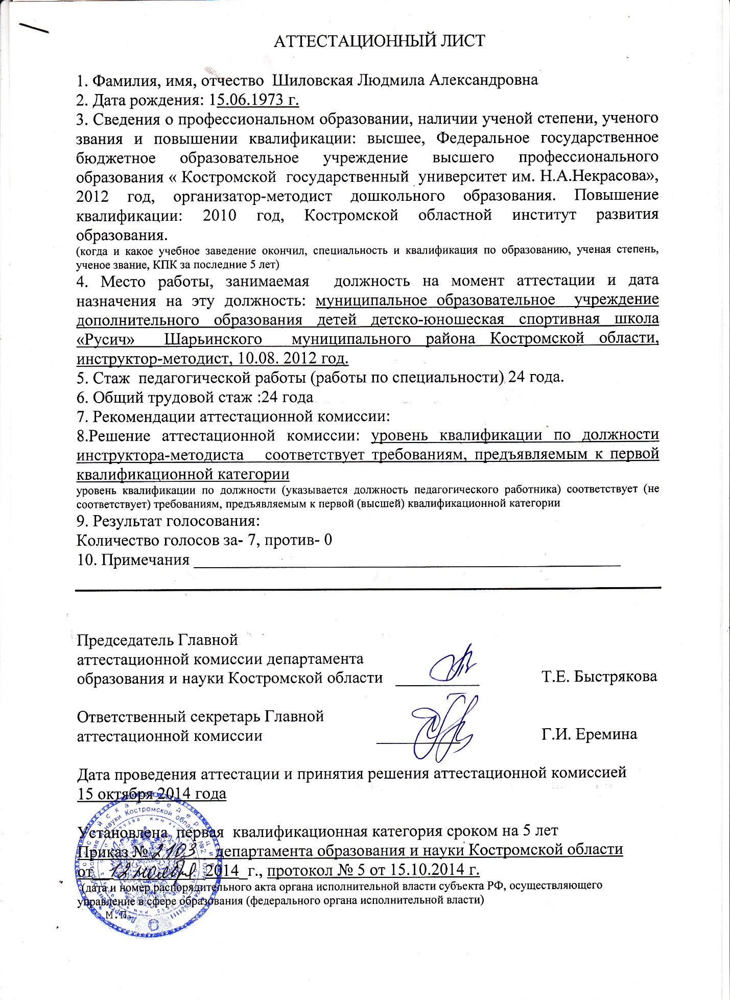 АТТЕСТАЦИОННЫЙ ЛИСТ
1. Фамилия, имя, отчество  Шиловская Людмила Александровна
2. Дата рождения: 15.06.1973 г.
3. Сведения о профессиональном образовании, наличии ученой степени, ученого
звания и повышении квалификации: высшее, Федеральное государственное
бюджетное образовательное учреждение высшего профессионального
образования « Костромской государственный университет им. Н.А.Некрасова»,
2012 год, организатор-методист дошкольного образования. Повышение
квалификации: 2010 год, Костромской областной институт развития
образования.
(когда и какое учебное заведение окончил, специальность и квалификация по образованию, ученая степень,
ученое звание, КПК за последние 5 лет)
4. Место работы, занимаемая должность на момент аттестации и дата
назначения на эту должность: муниципальное образовательное учреждение
дополнительного образования детей детско-юношеская спортивная школа
«Русич» Шарьинского муниципального района Костромской области,
инструктор-методист, 10.08. 2012 год.
5. Стаж педагогической работы (работы по специальности) 24 года.
6. Общий трудовой стаж :24 года
7. Рекомендации аттестационной комиссии:
8.Решение аттестационной комиссии: уровень квалификации по должности
инструктора-методиста соответствует требованиям, предъявляемым к первой
квалификационной категории
уровень квалификации по должности (указывается должность педагогического работника) соответствует (не
соответствует) требованиям, предъявляемым к первой (высшей) квалификационной категории
9. Результат голосования:
Количество голосов за- 7, против- 0
10. Примечания
Председатель Главной
аттестационной комиссии департамента
образования и науки Костромской области Т.Е. Быстрякова
Ответственный секретарь Главной
аттестационной комиссии Г.И. Еремина
Дата проведения аттестации и принятия решения аттестационной комиссией
15 октября 2014 года
Установлена первая квалификационная категория сроком на 5 лет
Приказ № 2103 департамента образования и науки Костромской области
от 12 ноября 2014_г., протокол № 5 от 15.10.2014 г.
(дата и номер распорядительного акта органа исполнительной власти субъекта РФ, осуществляющего
управление в сфере образования (федерального органа исполнительной власти)
М.П.